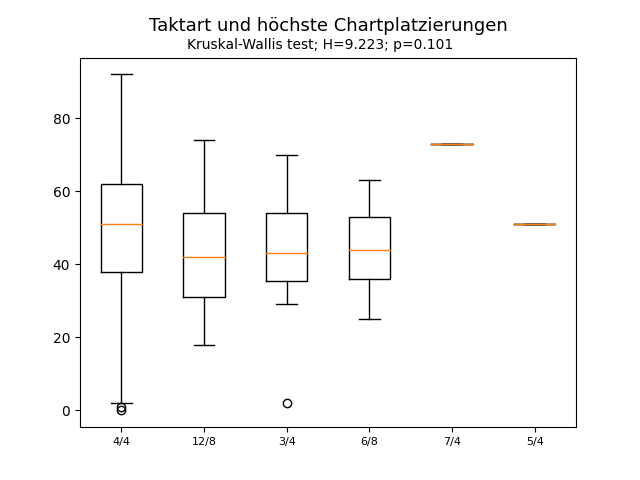 Taktart und höchste Chartplatzierungen
Kruskal-Wallis test; H=9.223; p=0.101
80
60
40
20
0
4/4 12/8 3/4 6/8 7/4 5/4